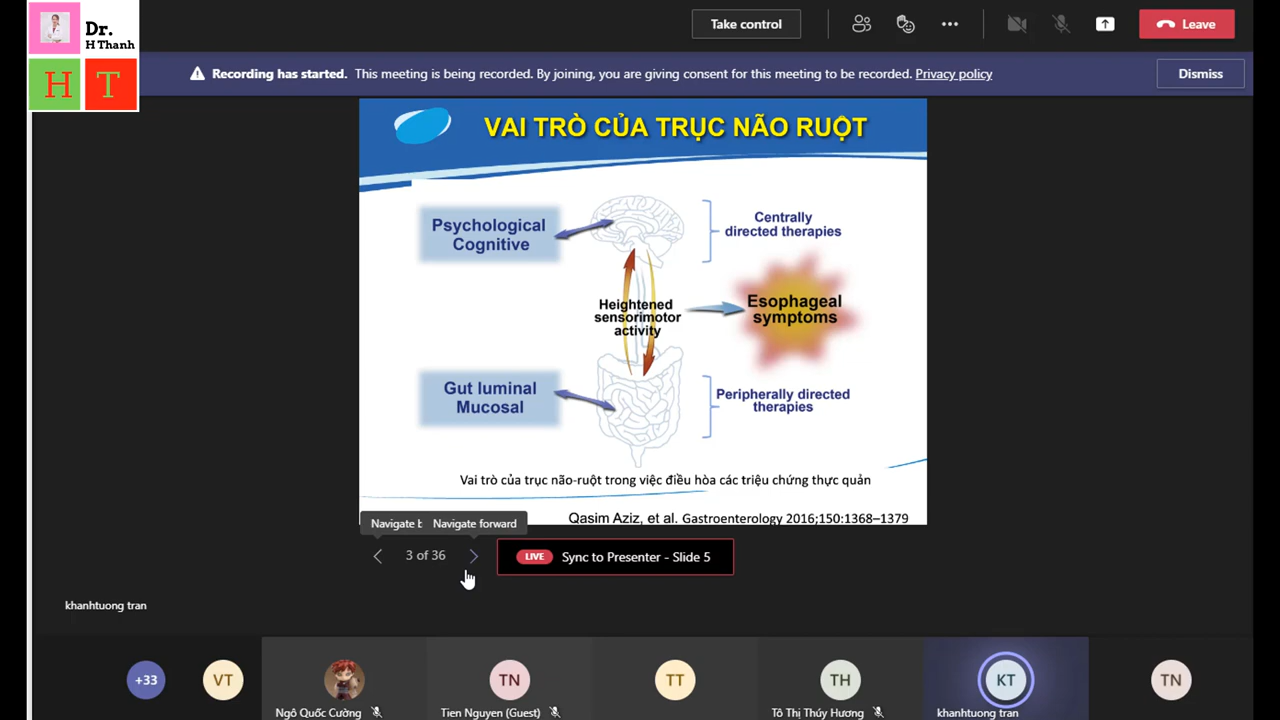 Dr.
H Thanh
H T
Take control
Leave
Recording has started. This meeting is being recorded. By joining, you are giving consent for this meeting to be recorded. Privacy policy
Dismiss
VAI TRÒ CỦA TRỤC NÃO RUỘT
Psychological
Cognitive
Centrally
directed therapies
Heightened
sensorimotor
activity
Esophageal
symptoms
Gut luminal
Mucosal
Peripherally directed
therapies
Vai trò của trục não-ruột trong việc điều hòa các triệu chứng thực quản
Qasim Aziz, et al. Gastroenterology 2016;150:1368–1379
Navigate b
Navigate forward
3 of 36
LIVE Sync to Presenter - Slide 5
khanhtuong tran
+33
VT
TN
TT
TH
KT
TN
Ngô Quốc Cường
Tien Nguyen (Guest)
Tô Thị Thúy Hương
khanhtuong tran